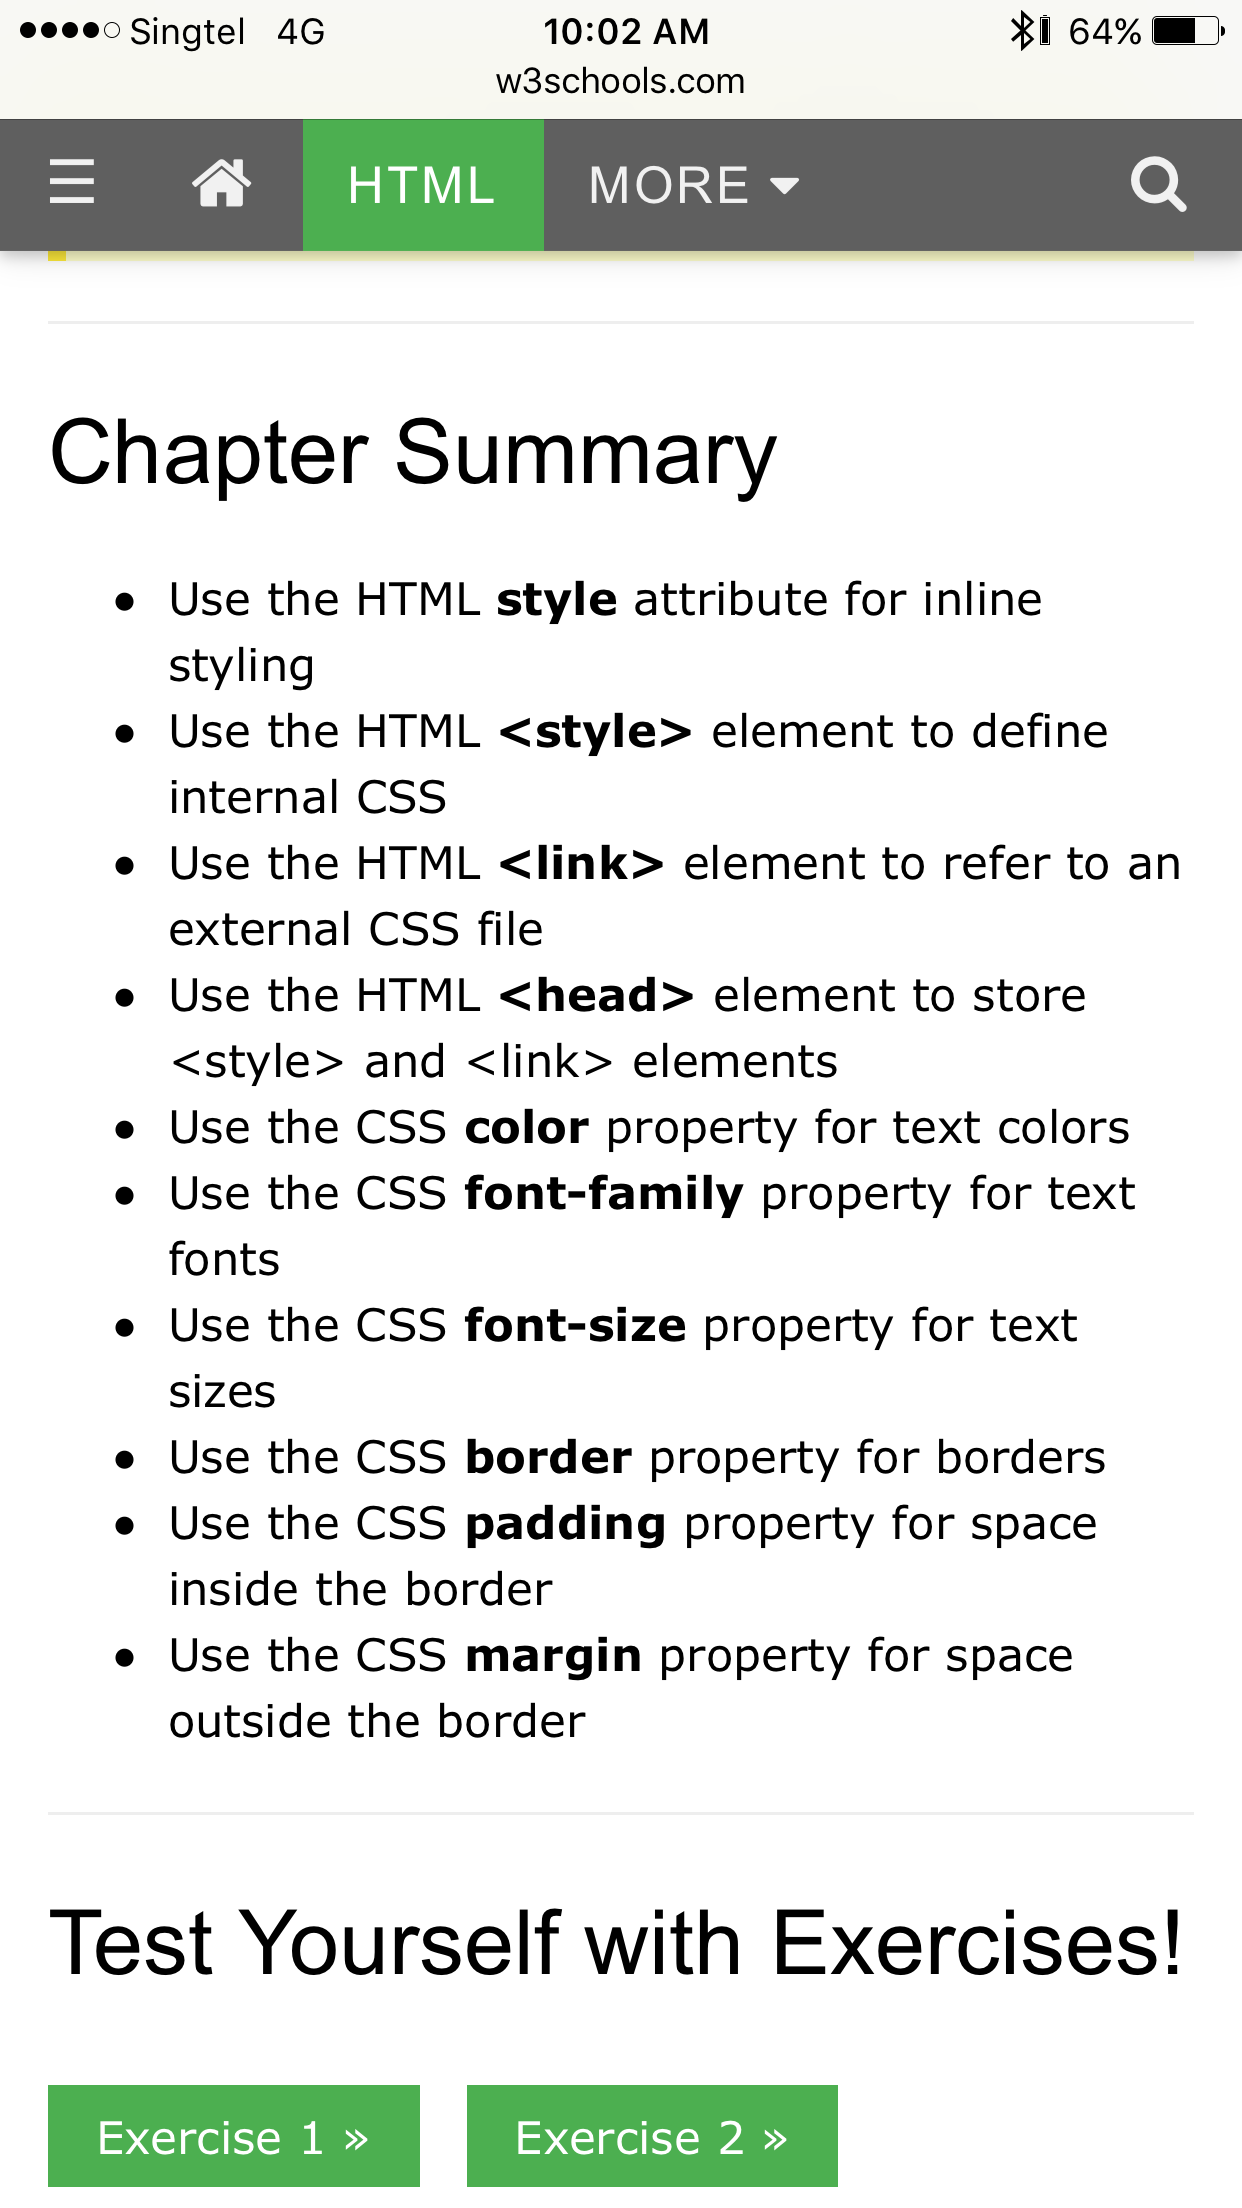 Singtel 4G 10:02 AM 64%
w3schools.com
HTML MORE
Chapter Summary
• Use the HTML style attribute for inline
styling
• Use the HTML <style> element to define
internal CSS
• Use the HTML <link> element to refer to an
external CSS file
• Use the HTML <head> element to store
<style> and <link> elements
• Use the CSS color property for text colors
• Use the CSS font-family property for text
fonts
• Use the CSS font-size property for text
sizes
• Use the CSS border property for borders
• Use the CSS padding property for space
inside the border
• Use the CSS margin property for space
outside the border
Test Yourself with Exercises!
Exercise 1 » Exercise 2 »